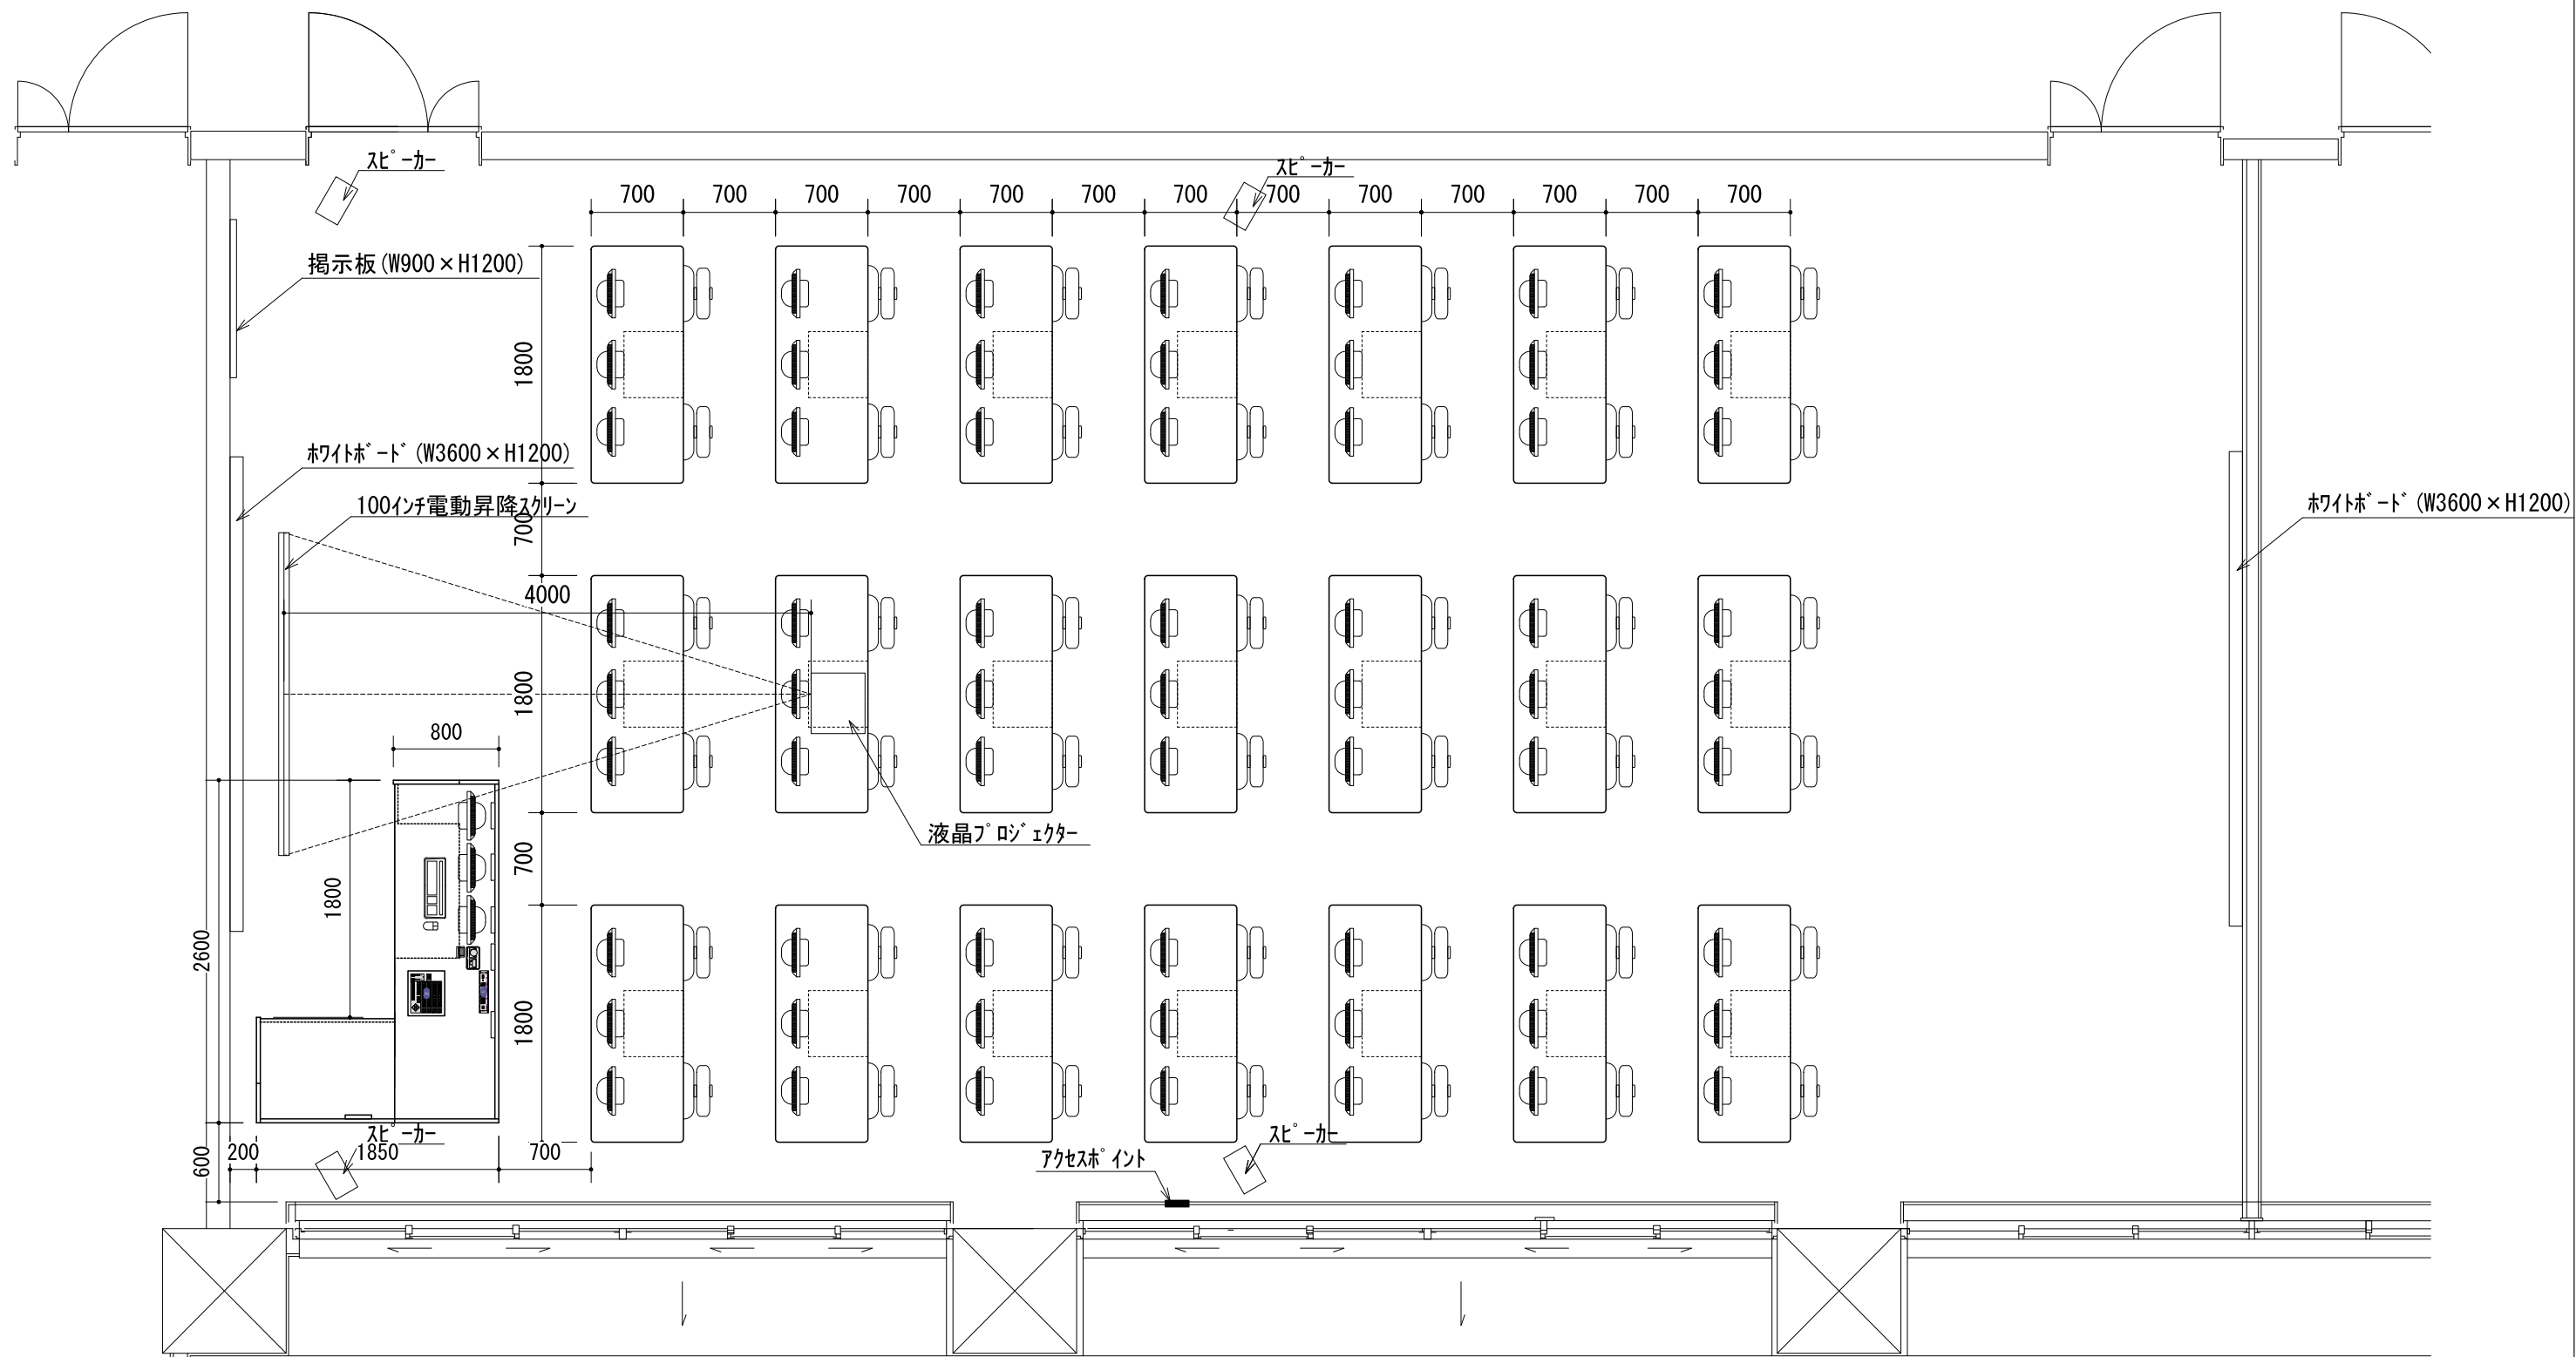 スピーカー
スピーカー
700 700 700 700 700 700 700 700 700 700 700 700 700
掲示板(W900×H1200)
1800
ホワイトボード(W3600×H1200)
100インチ電動昇降スクリーン
700
ホワイトボード(W3600×H1200)
4000
1800
800
液晶プロジェクター
700
1800
2600
1800
スピーカー
スピーカー
600
200
1850
700
アクセスポイント